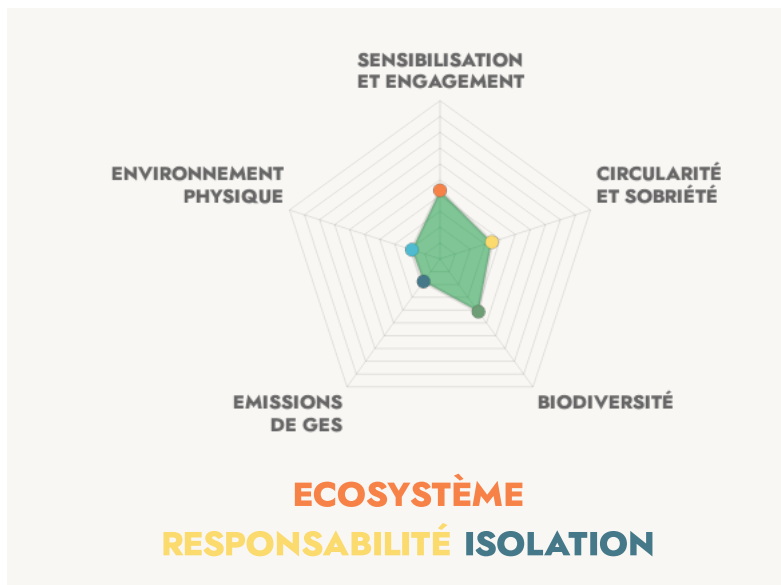 SENSIBILISATION
ET ENGAGEMENT
ENVIRONNEMENT
PHYSIQUE
CIRCULARITÉ
ET SOBRIÉTÉ
EMISSIONS
DE GES
BIODIVERSITÉ
ECOSYSTÈME
RESPONSABILITÉ ISOLATION